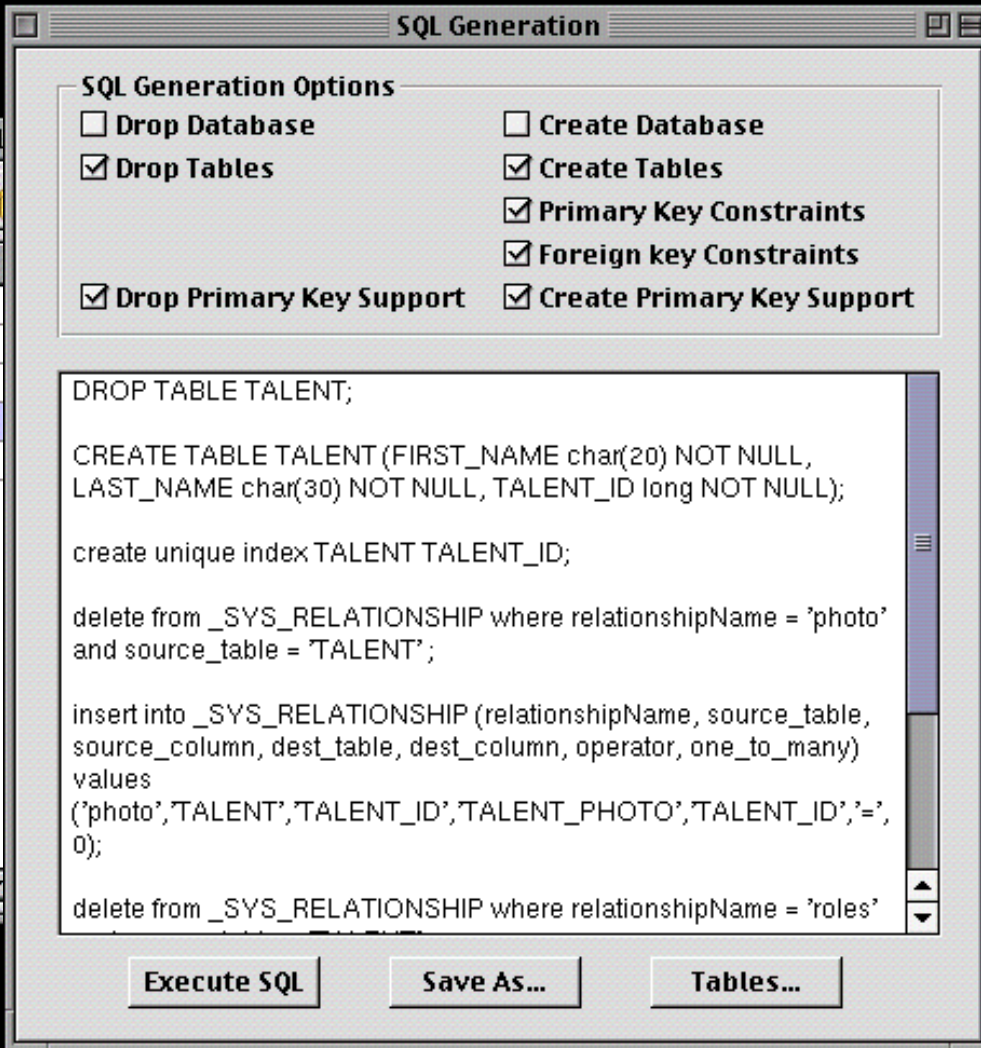 SQL Generation
SQL Generation Options
Drop Database
Create Database
Drop Tables
Create Tables
Primary Key Constraints
Foreign key Constraints
Drop Primary Key Support
Create Primary Key Support
DROP TABLE TALENT;
CREATE TABLE TALENT (FIRST_NAME char(20) NOT NULL,
LAST_NAME char(30) NOT NULL, TALENT_ID long NOT NULL);
create unique index TALENT TALENT_ID;
delete from _SYS_RELATIONSHIP where relationshipName = 'photo'
and source_table = 'TALENT' ;
insert into _SYS_RELATIONSHIP (relationshipName, source_table,
source_column, dest_table, dest_column, operator, one_to_many)
values
('photo','TALENT','TALENT_ID','TALENT_PHOTO','TALENT_ID','=',
0);
delete from _SYS_RELATIONSHIP where relationshipName = 'roles'
Execute SQL
Save As...
Tables...